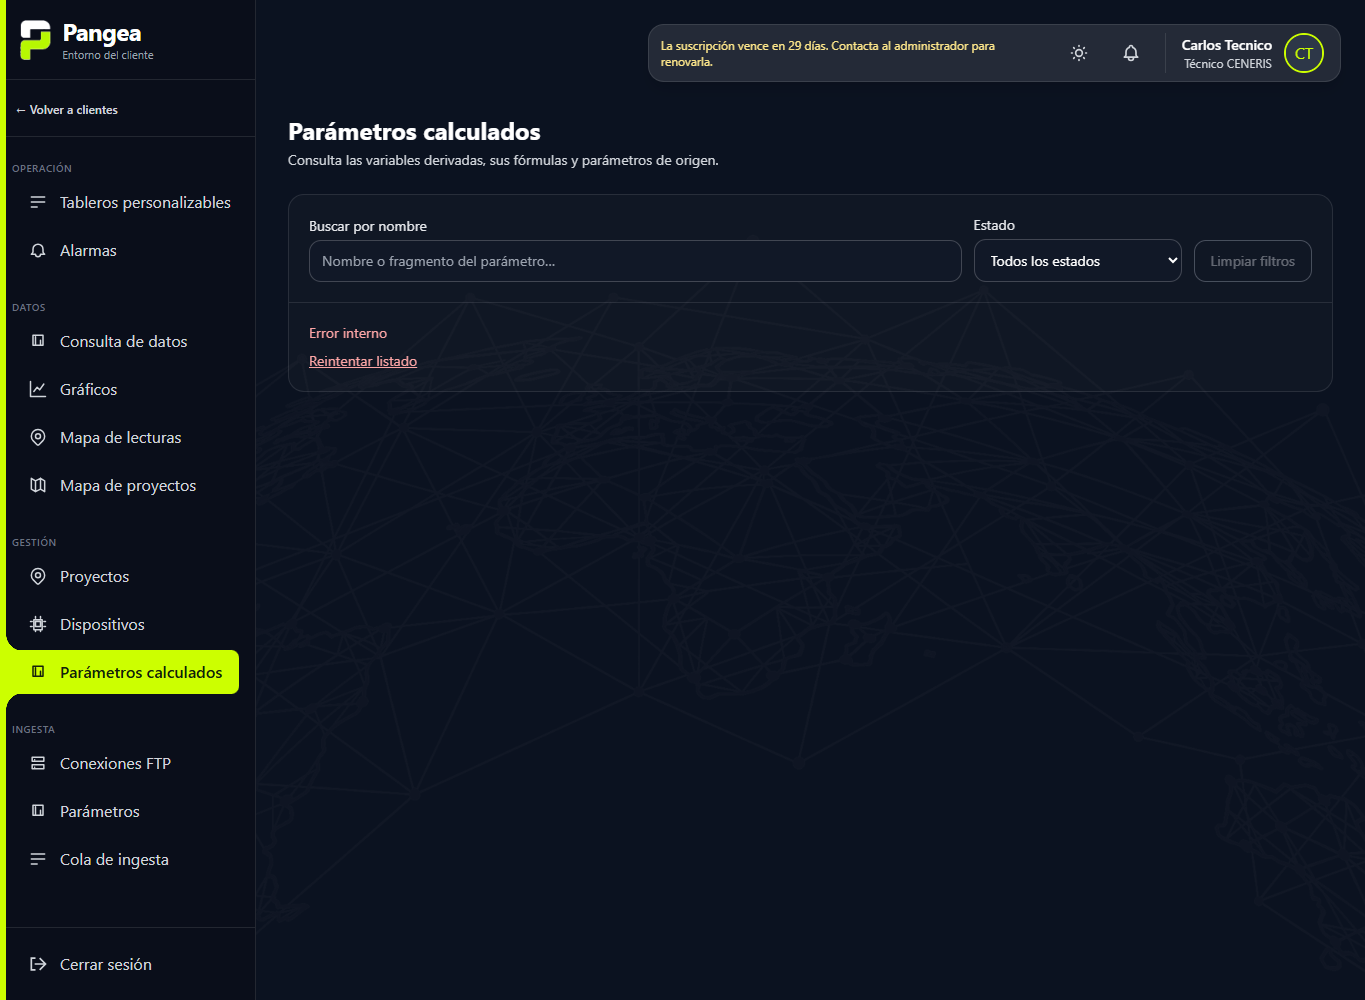 Pangea
Entorno del cliente
← Volver a clientes
OPERACIÓN
Tableros personalizables
Alarmas
DATOS
Consulta de datos
Gráficos
Mapa de lecturas
Mapa de proyectos
GESTIÓN
Proyectos
Dispositivos
Parámetros calculados
INGESTA
Conexiones FTP
Parámetros
Cola de ingesta
Cerrar sesión
La suscripción vence en 29 días. Contacta al administrador para
renovarla.
Carlos Tecnico
Técnico CENERIS
CT
Parámetros calculados
Consulta las variables derivadas, sus fórmulas y parámetros de origen.
Buscar por nombre
Nombre o fragmento del parámetro...
Estado
Todos los estados
Limpiar filtros
Error interno
Reintentar listado